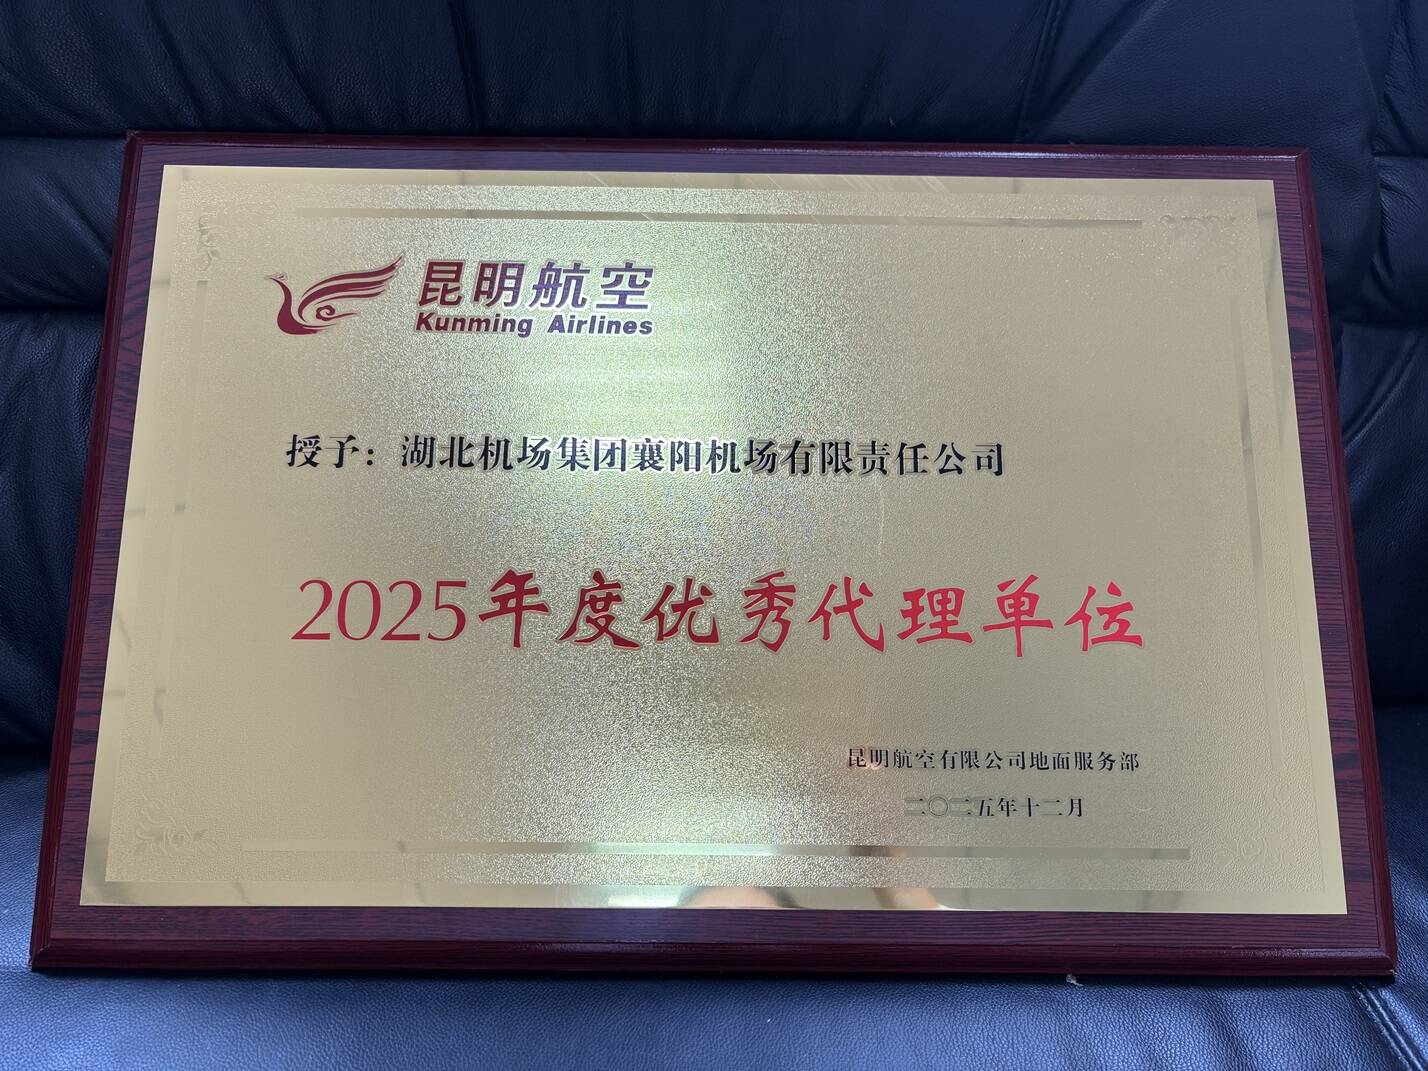 昆明航空
Kunming Airlines
授予：湖北机场集团襄阳机场有限责任公司
2025年度优秀代理单位
昆明航空有限公司地面服务部
二〇二五年十二月